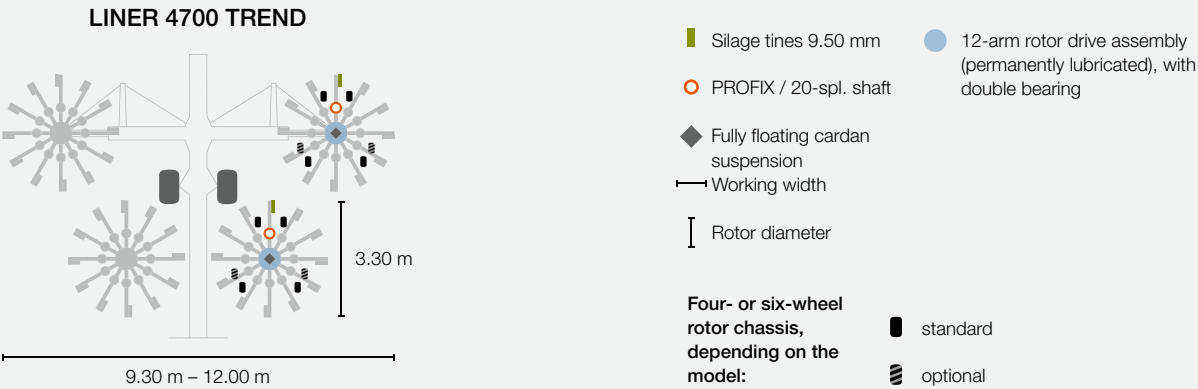 LINER 4700 TREND
3.30 m
9.30 m – 12.00 m
Silage tines 9.50 mm
PROFIX / 20-spl. shaft
Fully floating cardan
suspension
Working width
Rotor diameter
12-arm rotor drive assembly
(permanently lubricated), with
double bearing
Four- or six-wheel
rotor chassis,
depending on the
model:
standard
optional